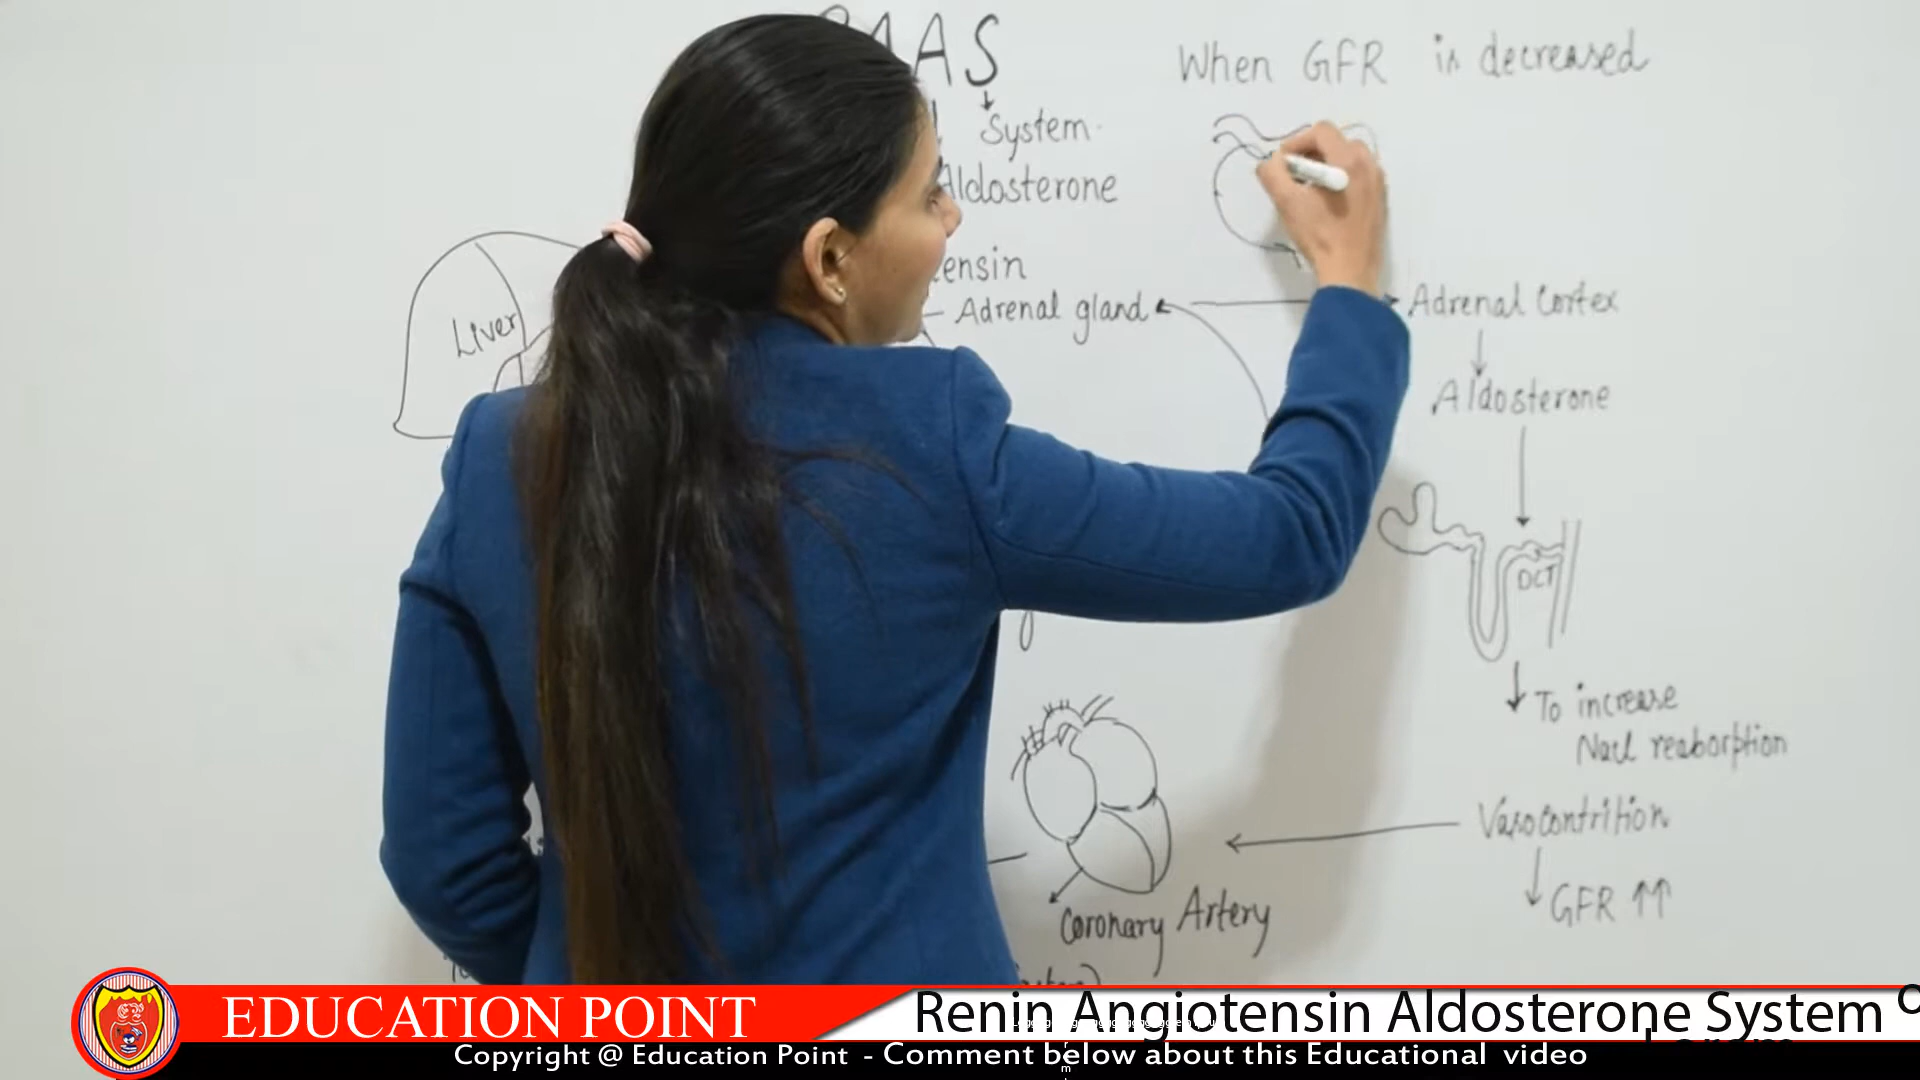 AAS
When GFR is decreased
System
Aldosterone
ensin
Adrenal gland
Adrenal Cortex
Liver
Aldosterone
DCT
To increase
Nacl reaborption
Vasocontrition
GFR ↑↑
Coronary Artery
EDUCATION POINT
Renin Angiotensin Aldosterone System
Copyright @ Education Point - Comment below about this Educational video